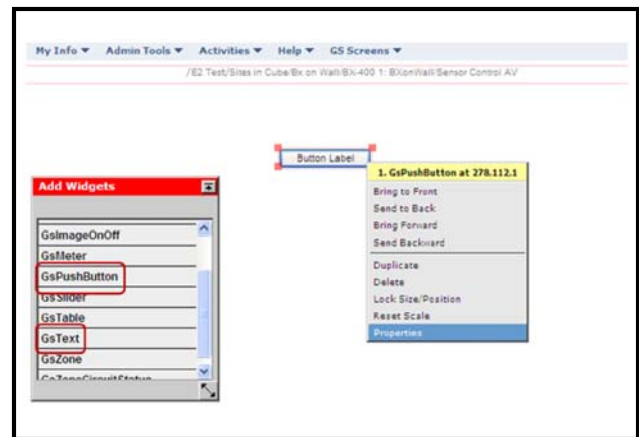 My Info ▼ Admin Tools ▼ Activities ▼ Help ▼ GS Screens ▼
/E2 Test/Sites in Cube/Bx on Wall/BX-400 1: BXonWall/Sensor Control AV
Button Label
1. GsPushButton at 278.112.1
Bring to Front
Send to Back
Bring Forward
Send Backward
Duplicate
Delete
Lock Size/Position
Reset Scale
Properties
Add Widgets
GsImageOnOff
GsMeter
GsPushButton
GsSlider
GsTable
GsText
GsZone
GsZoneCircuitStatus